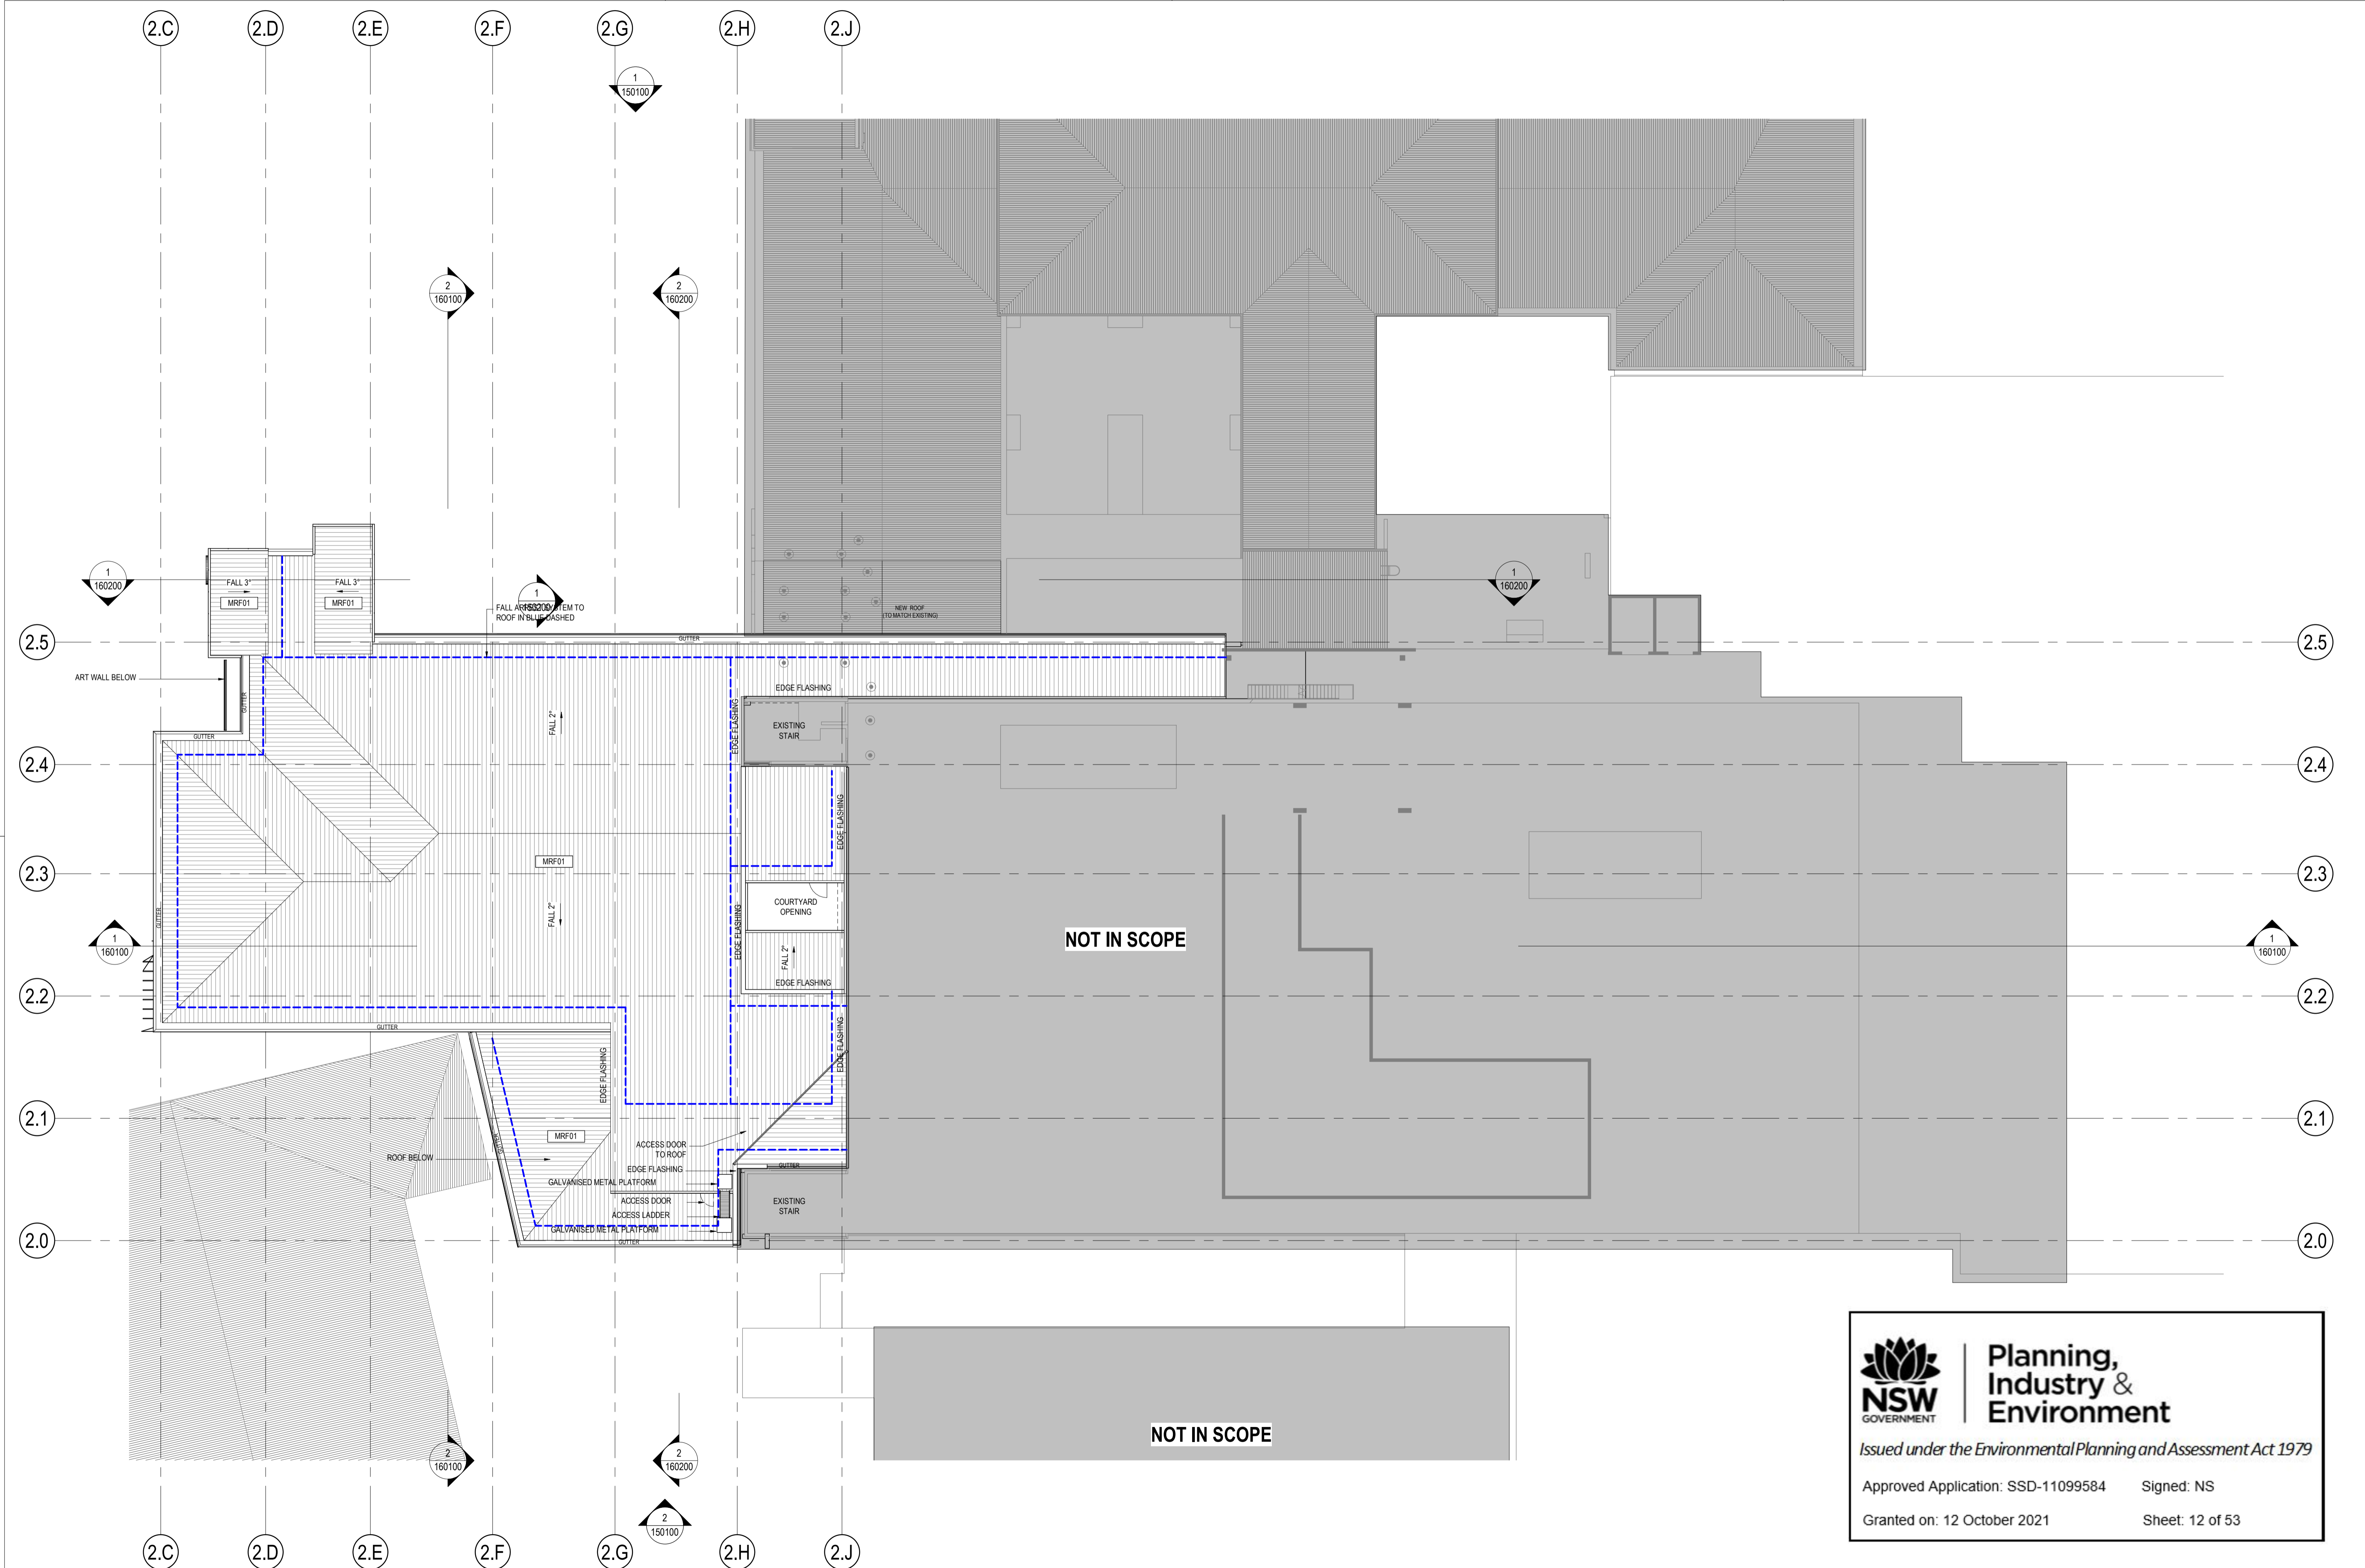 2.C 2.D 2.E 2.F 2.G 2.H 2.J
1
150100
2
160100
2
160200
1
160200
FALL 3°
MRF01
FALL 3°
MRF01
1
150200
FALL ARREST SYSTEM TO
ROOF IN BLUE DASHED
NEW ROOF
(TO MATCH EXISTING)
1
160200
2.5
GUTTER
2.5
ART WALL BELOW
GUTTER
EDGE FLASHING
GUTTER
FALL 2°
EDGE FLASHING
EXISTING
STAIR
2.4
2.4
EDGE FLASHING
MRF01
2.3
2.3
GUTTER
FALL 2°
EDGE FLASHING
COURTYARD
OPENING
NOT IN SCOPE
1
160100
FALL 2°
1
160100
EDGE FLASHING
2.2
2.2
GUTTER
EDGE FLASHING
EDGE FLASHING
2.1
2.1
MRF01
GUTTER
ROOF BELOW
ACCESS DOOR
TO ROOF
EDGE FLASHING
GUTTER
GALVANISED METAL PLATFORM
ACCESS DOOR
ACCESS LADDER
GALVANISED METAL PLATFORM
EXISTING
STAIR
2.0
GUTTER
2.0
NOT IN SCOPE
2
160100
2
160200
2
150100
2.C 2.D 2.E 2.F 2.G 2.H 2.J
NSW
GOVERNMENT
Planning,
Industry &
Environment
Issued under the Environmental Planning and Assessment Act 1979
Approved Application: SSD-11099584 Signed: NS
Granted on: 12 October 2021 Sheet: 12 of 53